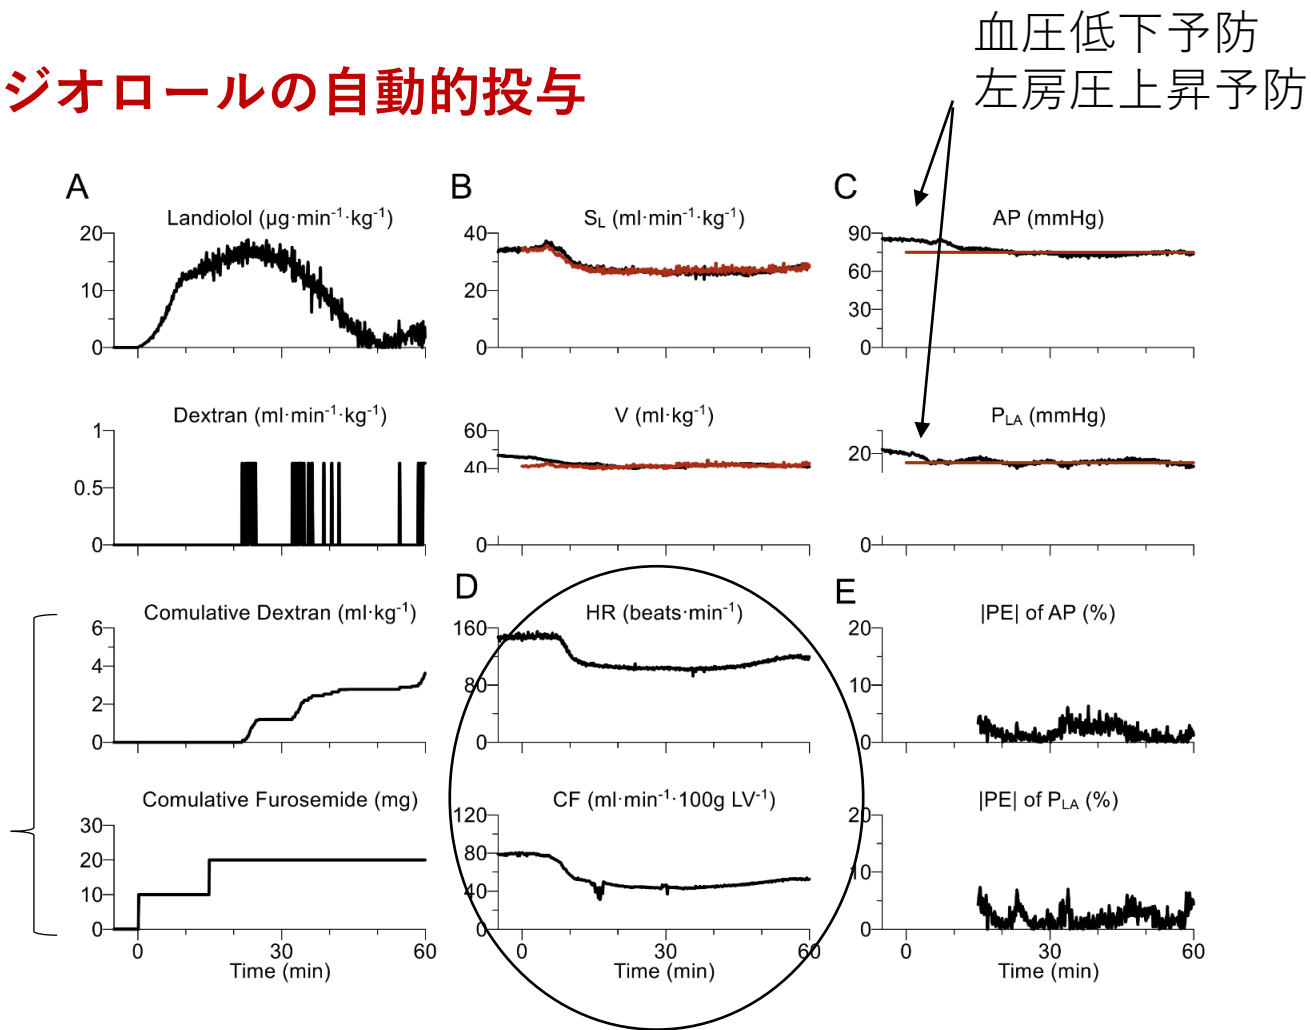 血圧低下予防
左房圧上昇予防
ジオロールの自動的投与
A
Landiolol (µg·min⁻¹·kg⁻¹)
20
10
0
Dextran (ml·min⁻¹·kg⁻¹)
1
0.5
0
Comulative Dextran (ml·kg⁻¹)
6
4
2
0
Comulative Furosemide (mg)
30
20
10
0
0 30 60
Time (min)
B
S_L (ml·min⁻¹·kg⁻¹)
40
20
0
V (ml·kg⁻¹)
60
40
0
D
HR (beats·min⁻¹)
160
80
0
CF (ml·min⁻¹·100g LV⁻¹)
120
80
40
0
0 30 60
Time (min)
C
AP (mmHg)
90
60
30
0
P_LA (mmHg)
20
0
E
|PE| of AP (%)
20
10
0
|PE| of P_LA (%)
20
10
0
0 30 60
Time (min)